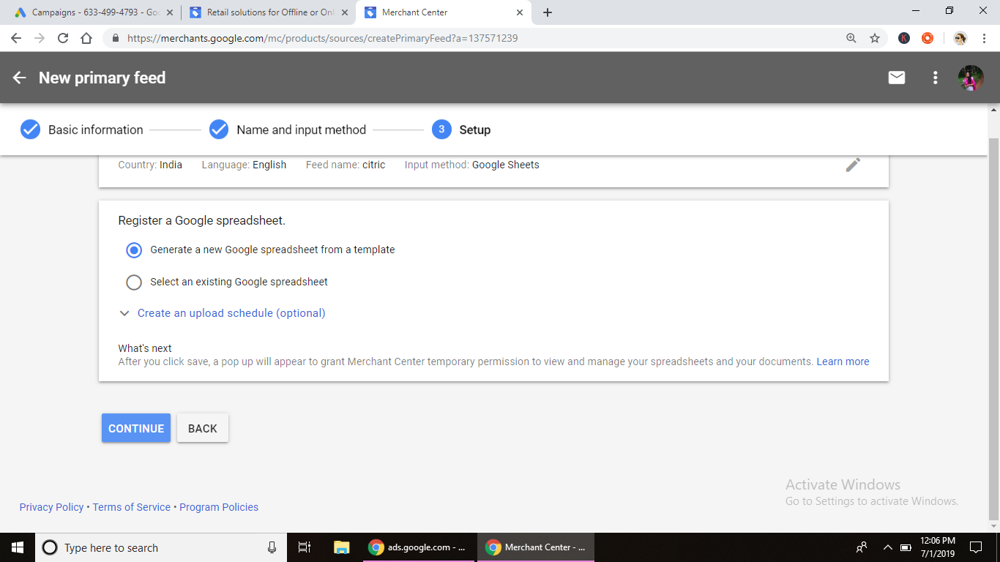 Campaigns - 633-499-4793 - Go
Retail solutions for Offline or Onl
Merchant Center
https://merchants.google.com/mc/products/sources/createPrimaryFeed?a=137571239
K
New primary feed
Basic information
Name and input method
3 Setup
Country: India Language: English Feed name: citric Input method: Google Sheets
Register a Google spreadsheet.
Generate a new Google spreadsheet from a template
Select an existing Google spreadsheet
Create an upload schedule (optional)
What's next
After you click save, a pop up will appear to grant Merchant Center temporary permission to view and manage your spreadsheets and your documents. Learn more
CONTINUE BACK
Activate Windows
Go to Settings to activate Windows.
Privacy Policy • Terms of Service • Program Policies
Type here to search
ads.google.com - ...
Merchant Center - ...
12:06 PM
7/1/2019